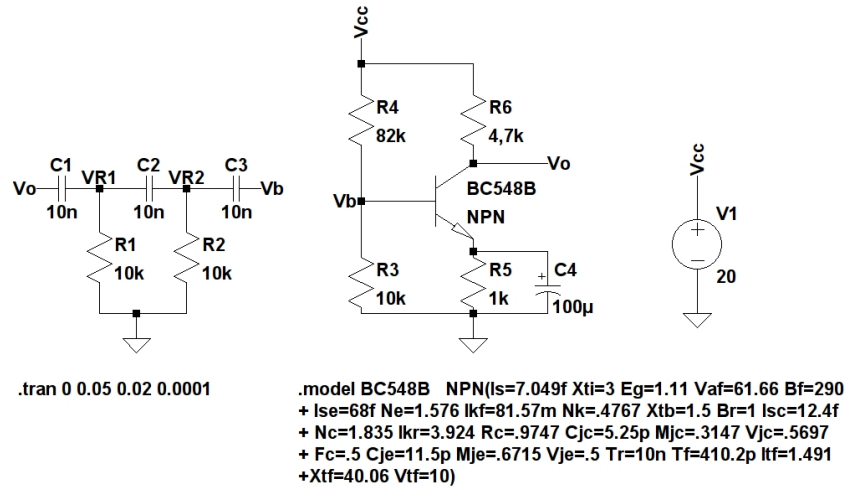 Vcc
R4
82k
R6
4,7k
Vo
BC548B
NPN
Vb
R3
10k
R5
1k
+
C4
100µ
C1
VR1
C2
VR2
C3
Vo
Vb
10n
10n
10n
R1
10k
R2
10k
Vcc
V1
+
−
20
.tran 0 0.05 0.02 0.0001
.model BC548B NPN(Is=7.049f Xti=3 Eg=1.11 Vaf=61.66 Bf=290
+ Ise=68f Ne=1.576 Ikf=81.57m Nk=.4767 Xtb=1.5 Br=1 Isc=12.4f
+ Nc=1.835 Ikr=3.924 Rc=.9747 Cjc=5.25p Mjc=.3147 Vjc=.5697
+ Fc=.5 Cje=11.5p Mje=.6715 Vje=.5 Tr=10n Tf=410.2p Itf=1.491
+Xtf=40.06 Vtf=10)